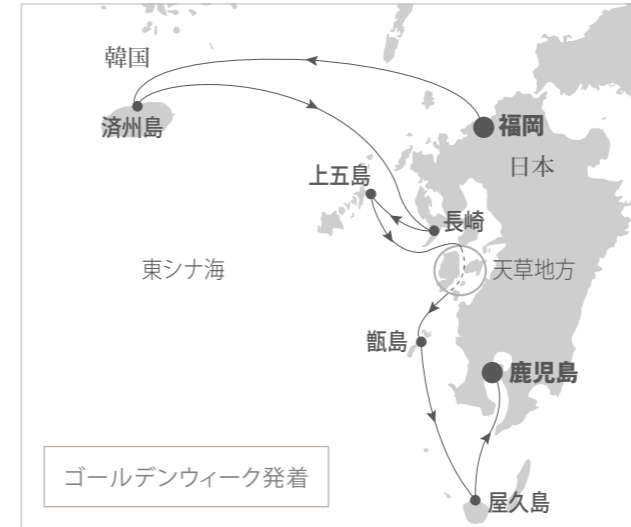 韓国
済州島
福岡
日本
上五島
長崎
東シナ海
天草地方
甑島
鹿児島
ゴールデンウィーク発着
屋久島